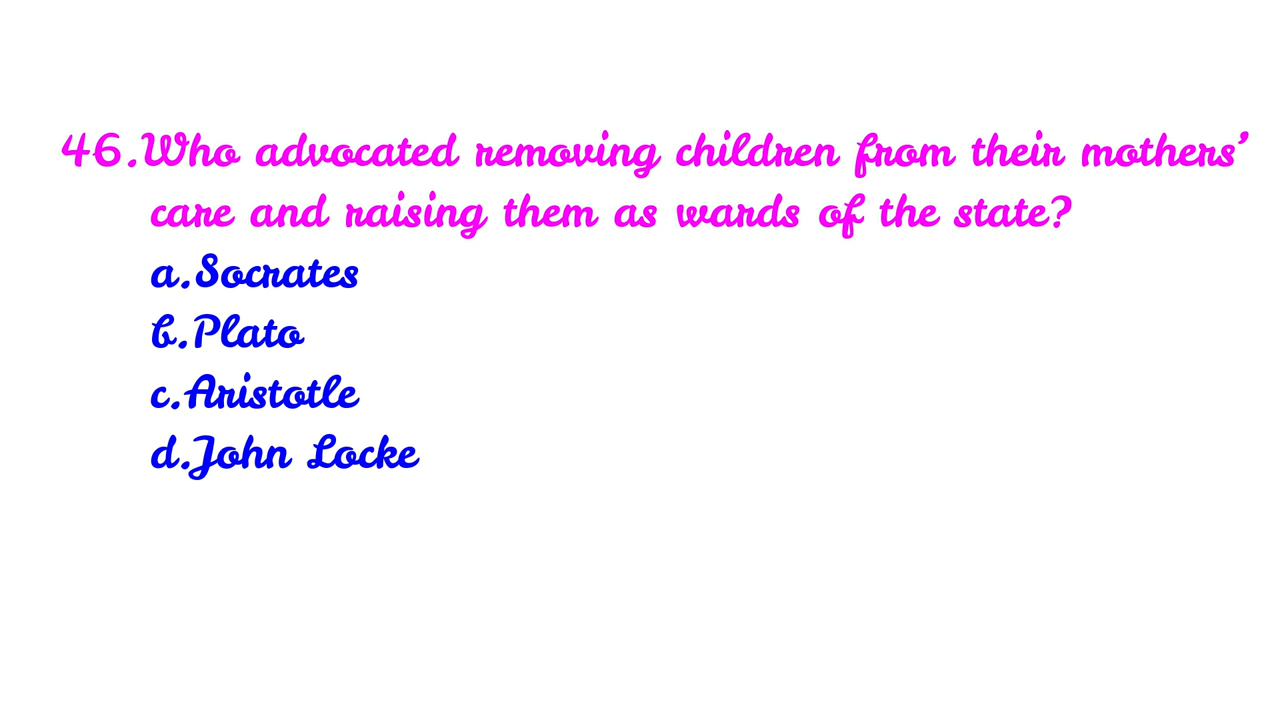 46.Who advocated removing children from their mothers’
care and raising them as wards of the state?
a.Socrates
b.Plato
c.Aristotle
d.John Locke